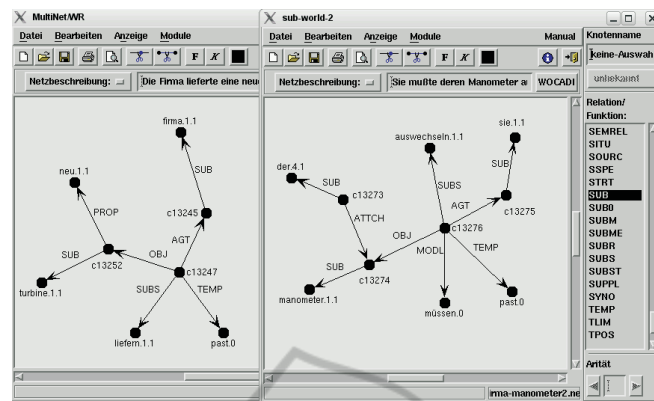 MultiNet/WR
Datei Bearbeiten Anzeige Module
F K
Netzbeschreibung: Die Firma lieferte eine neu
firma.1.1
SUB
neu.1.1
c13245
PROP
AGT
SUB
OBJ
c13252
c13247
turbine.1.1
SUBS
TEMP
liefern.1.1
past.0
sub-world-2
Datei Bearbeiten Anzeige Module Manual
F K
Netzbeschreibung: Sie mußte deren Manometer a WOCADI
sie.1.1
auswechseln.1.1
SUB
der.4.1
SUB
c13273
SUBS
AGT
c13275
ATTCH
c13276
OBJ
MODL
TEMP
SUB
c13274
manometer.1.1
müssen.0
past.0
irma-manometer2.ne
Knotenname
keine-Auswah
unbekannt
Relation/
Funktion:
SEMREL
SITU
SOURC
SSPE
STRT
SUB
SUB0
SUBM
SUBME
SUBR
SUBS
SUBST
SUPPL
SYNO
TEMP
TLIM
TPOS
Arität